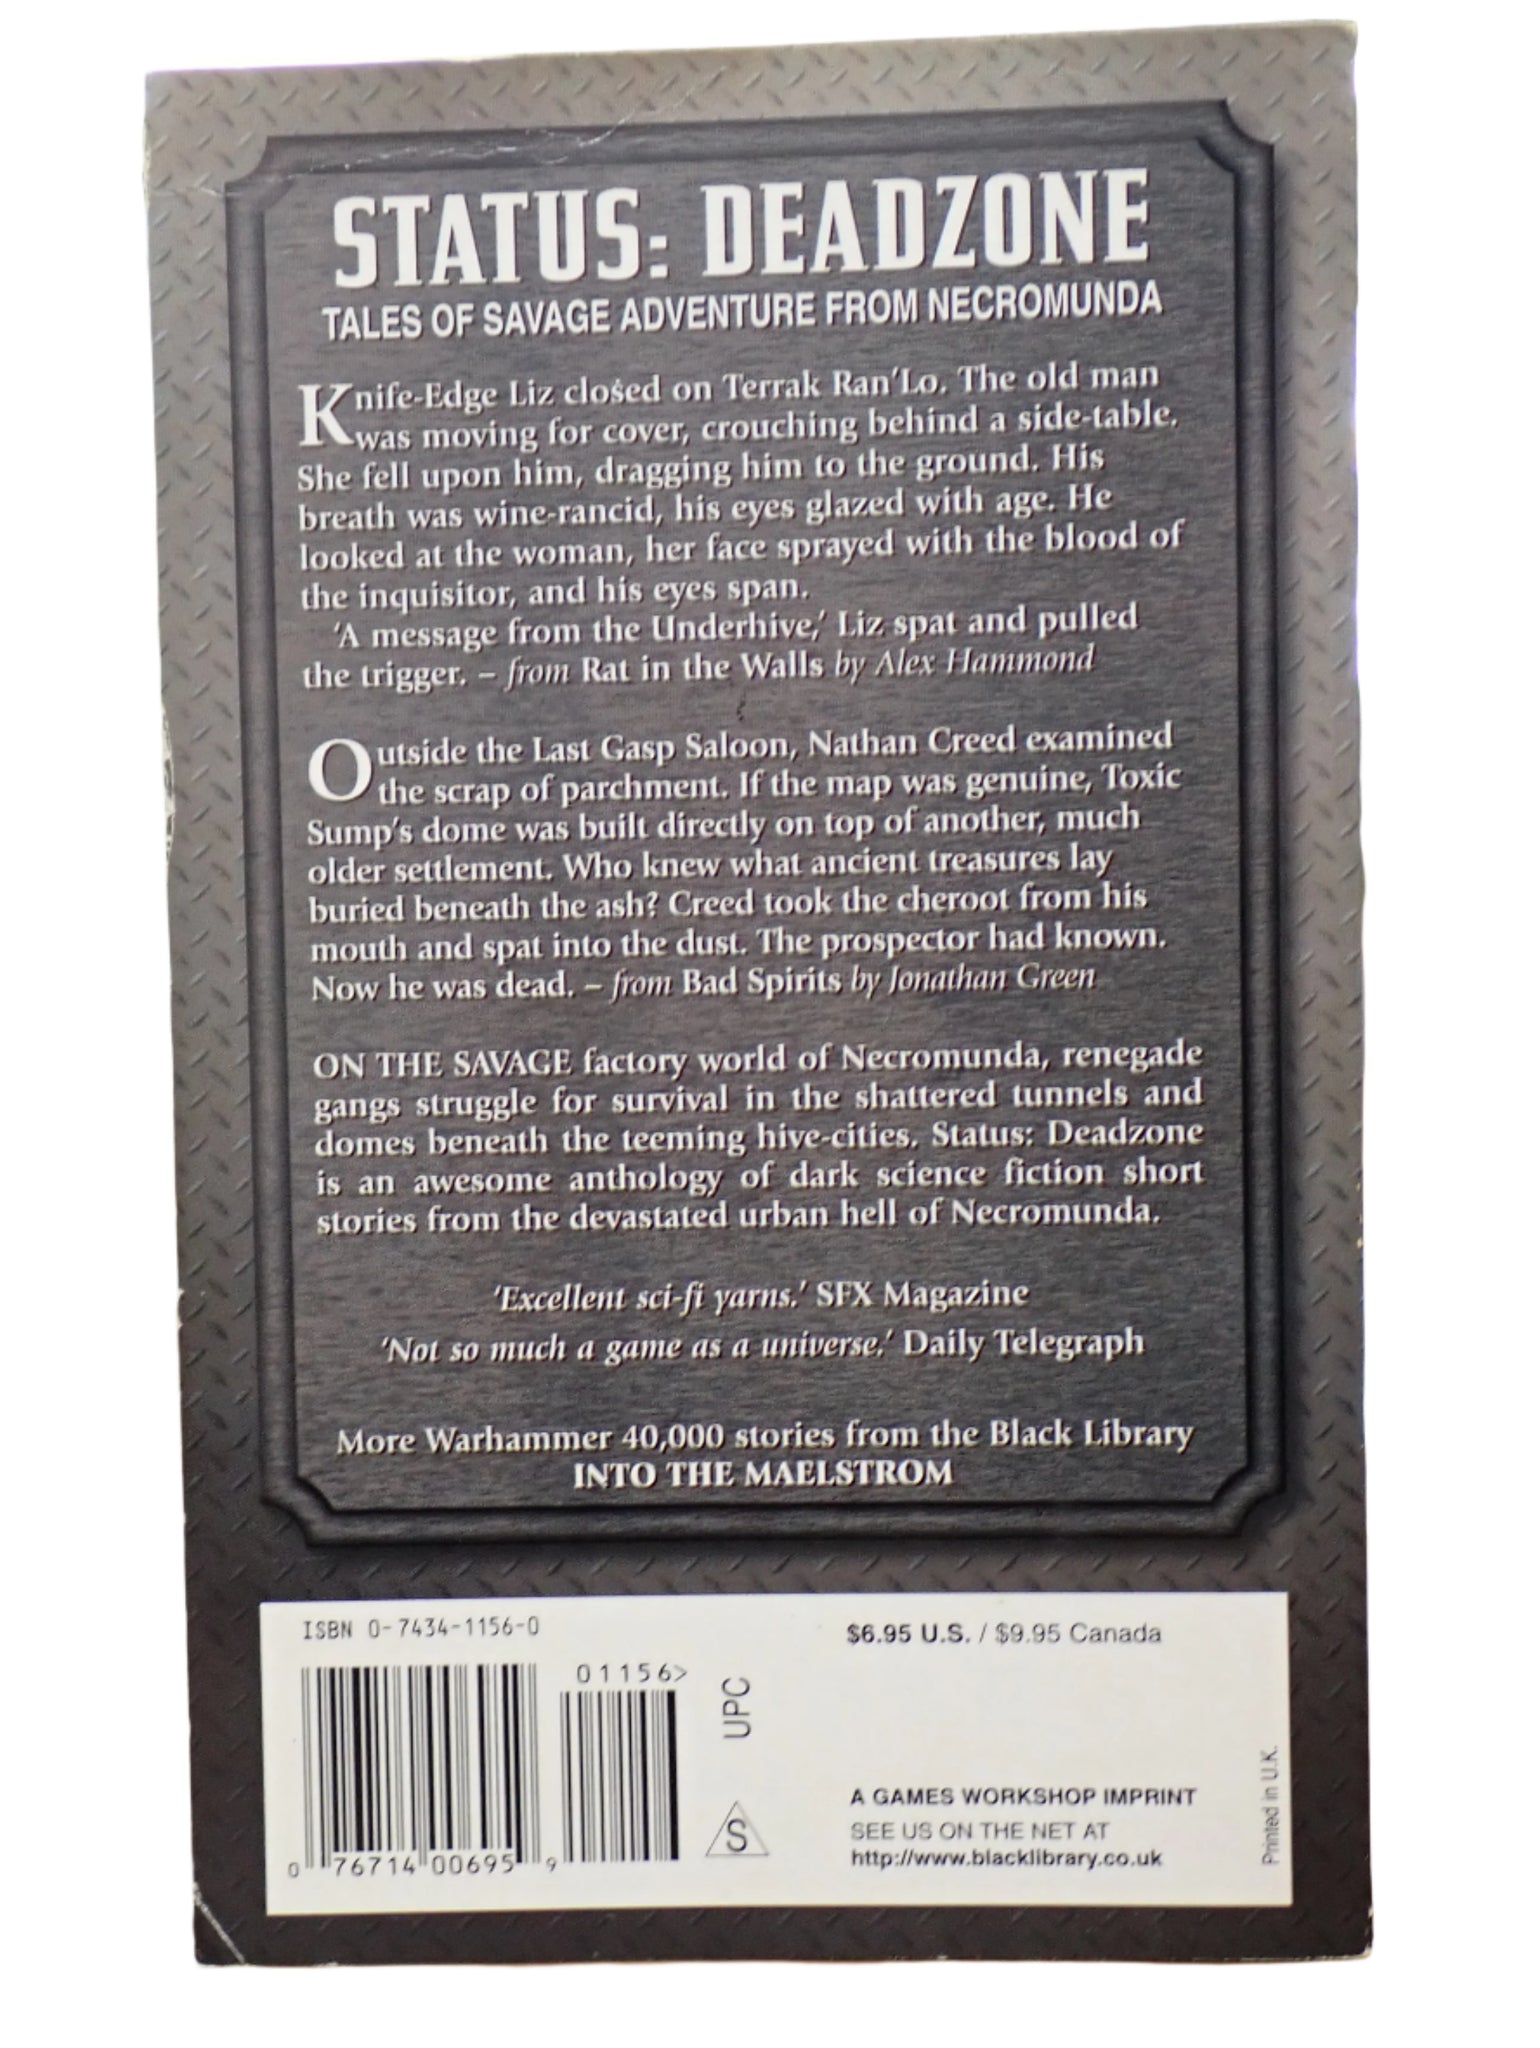 STATUS: DEADZONE
TALES OF SAVAGE ADVENTURE FROM NECROMUNDA
Knife-Edge Liz closed on Terrak Ran'Lo. The old man
was moving for cover, crouching behind a side-table.
She fell upon him, dragging him to the ground. His
breath was wine-rancid, his eyes glazed with age. He
looked at the woman, her face sprayed with the blood of
the inquisitor, and his eyes span.
'A message from the Underhive,' Liz spat and pulled
the trigger. – from Rat in the Walls by Alex Hammond
Outside the Last Gasp Saloon, Nathan Creed examined
the scrap of parchment. If the map was genuine, Toxic
Sump's dome was built directly on top of another, much
older settlement. Who knew what ancient treasures lay
buried beneath the ash? Creed took the cheroot from his
mouth and spat into the dust. The prospector had known.
Now he was dead. – from Bad Spirits by Jonathan Green
ON THE SAVAGE factory world of Necromunda, renegade
gangs struggle for survival in the shattered tunnels and
domes beneath the teeming hive-cities. Status: Deadzone
is an awesome anthology of dark science fiction short
stories from the devastated urban hell of Necromunda.
'Excellent sci-fi yarns.' SFX Magazine
'Not so much a game as a universe.' Daily Telegraph
More Warhammer 40,000 stories from the Black Library
INTO THE MAELSTROM
ISBN 0-7434-1156-0
01156>
UPC
S
0 76714 00695 9
$6.95 U.S. / $9.95 Canada
A GAMES WORKSHOP IMPRINT
SEE US ON THE NET AT
http://www.blacklibrary.co.uk
Printed in U.K.